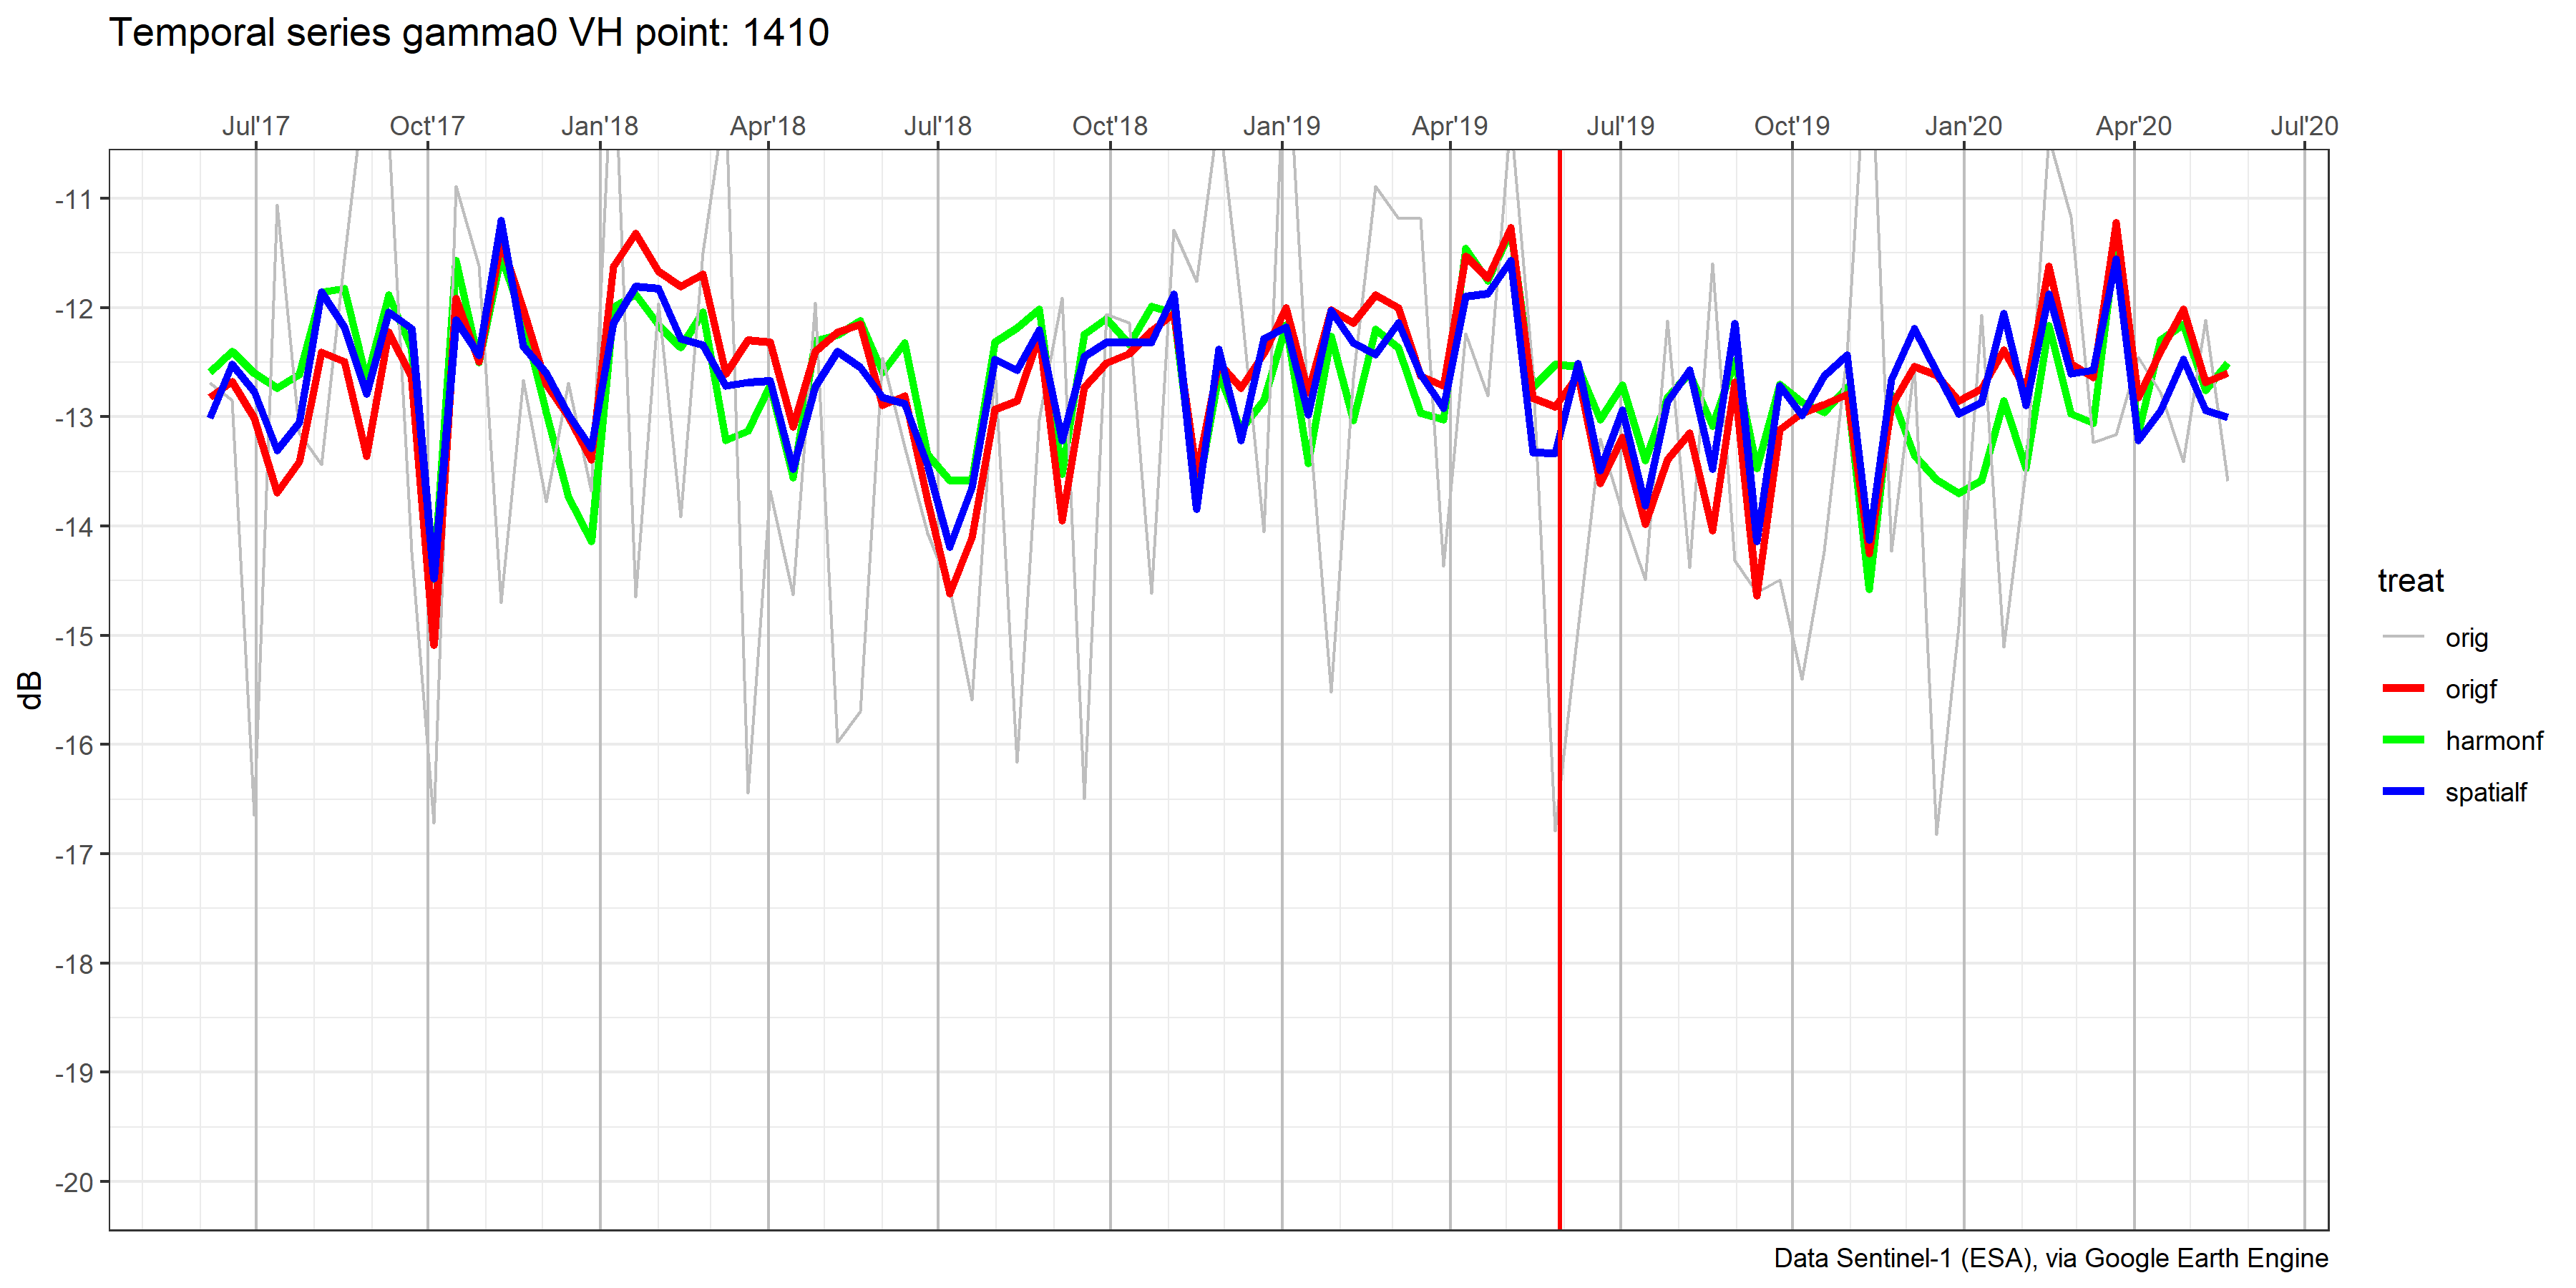 Temporal series gamma0 VH point: 1410
Jul'17 Oct'17 Jan'18 Apr'18 Jul'18 Oct'18 Jan'19 Apr'19 Jul'19 Oct'19 Jan'20 Apr'20 Jul'20
-11
-12
-13
-14
-15
-16
-17
-18
-19
-20
dB
treat
orig
origf
harmonf
spatialf
Data Sentinel-1 (ESA), via Google Earth Engine